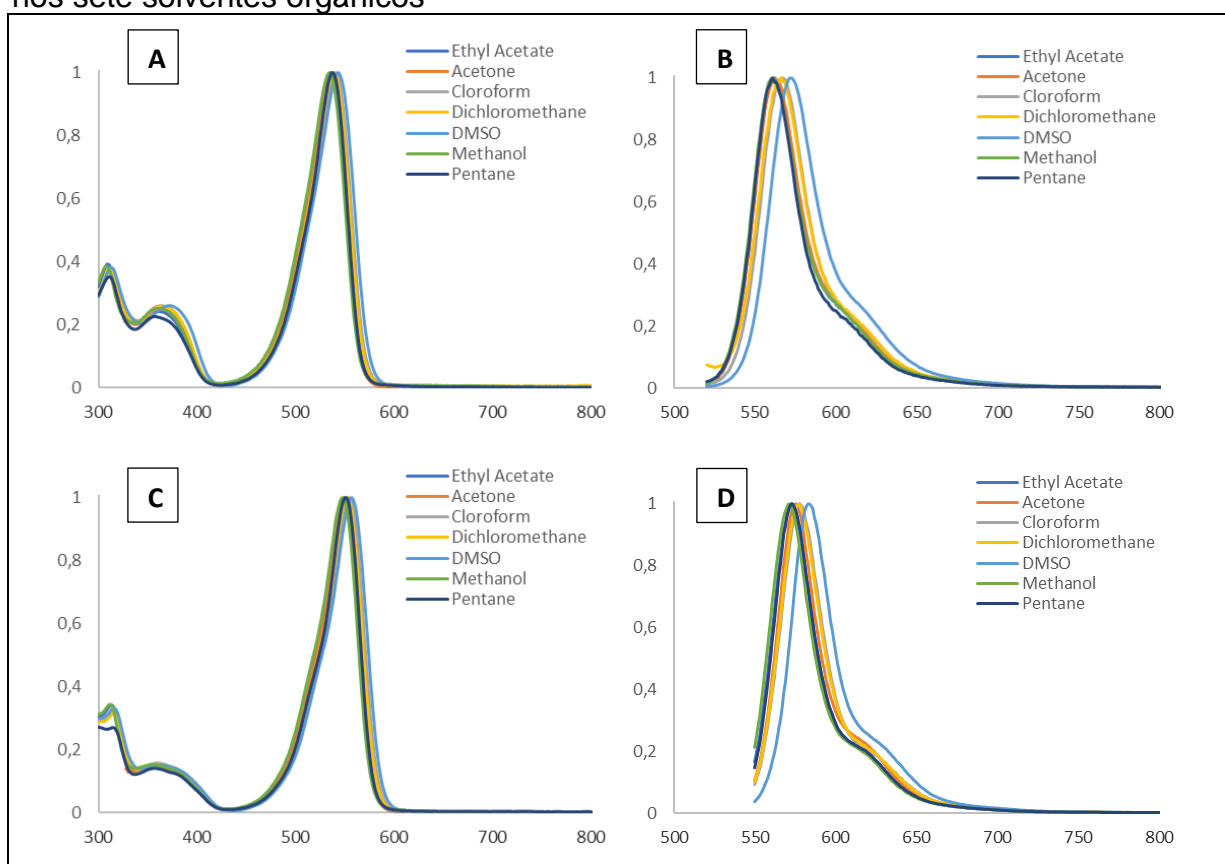 nos sete solventes orgânicos
A
Ethyl Acetate
Acetone
Cloroform
Dichloromethane
DMSO
Methanol
Pentane
1
0,8
0,6
0,4
0,2
0
300 400 500 600 700 800
B
Ethyl Acetate
Acetone
Cloroform
Dichloromethane
DMSO
Methanol
Pentane
1
0,8
0,6
0,4
0,2
0
500 550 600 650 700 750 800
C
Ethyl Acetate
Acetone
Cloroform
Dichloromethane
DMSO
Methanol
Pentane
1
0,8
0,6
0,4
0,2
0
300 400 500 600 700 800
D
Ethyl Acetate
Acetone
Cloroform
Dichloromethane
DMSO
Methanol
Pentane
1
0,8
0,6
0,4
0,2
0
500 550 600 650 700 750 800